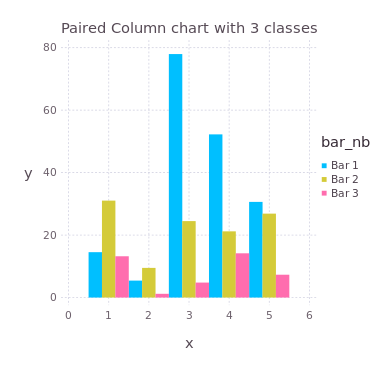 Paired Column chart with 3 classes
80
60
40
20
0
y
0 1 2 3 4 5 6
x
bar_nb
Bar 1
Bar 2
Bar 3